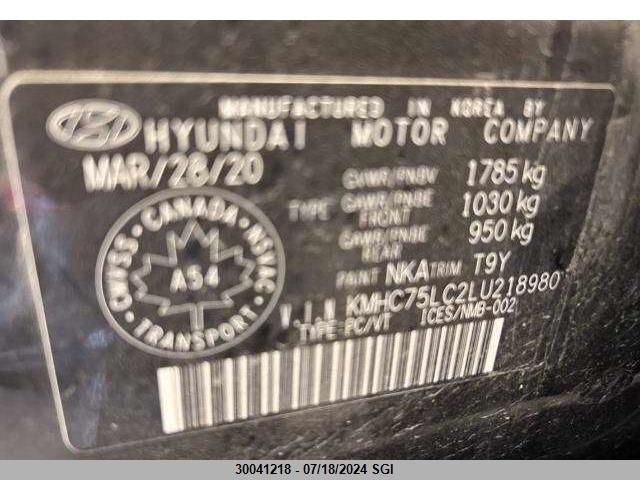 MANUFACTURED IN KOREA BY
HYUNDAI MOTOR COMPANY
MAR/28/20
GVWR/PNBV 1785 kg
TYPE GAWR/PNBE FRONT 1030 kg
GAWR/PNBE REAR 950 kg
PAINT NKA TRIM T9Y
V.I.N KMHC75LC2LU218980
TYPE:PC/VT ICES/NMB-002
CANADA
CMVSS · NSVAC
A54
TRANSPORT
30041218 - 07/18/2024 SGI